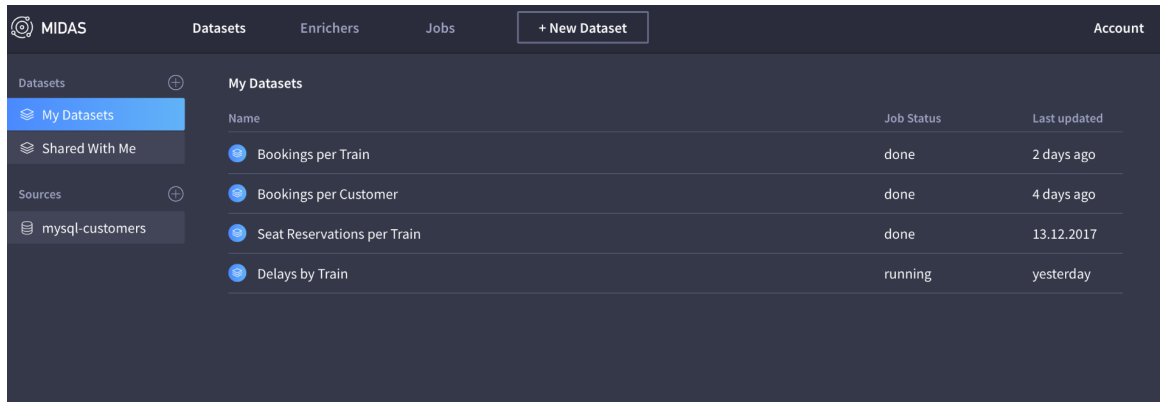 MIDAS Datasets Enrichers Jobs + New Dataset Account
Datasets
My Datasets
Shared With Me
Sources
mysql-customers
My Datasets
Name Job Status Last updated
Bookings per Train done 2 days ago
Bookings per Customer done 4 days ago
Seat Reservations per Train done 13.12.2017
Delays by Train running yesterday